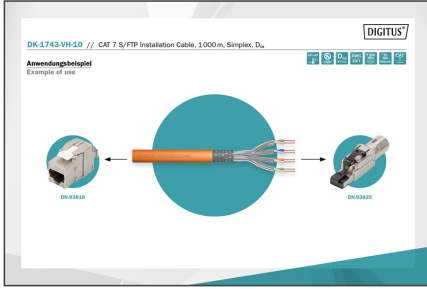 DIGITUS®
DK-1743-VH-10 // CAT 7 S/FTP Installation Cable, 1000 m, Simplex, Dca
Anwendungsbeispiel
Example of use
DN-93816
DN-93835